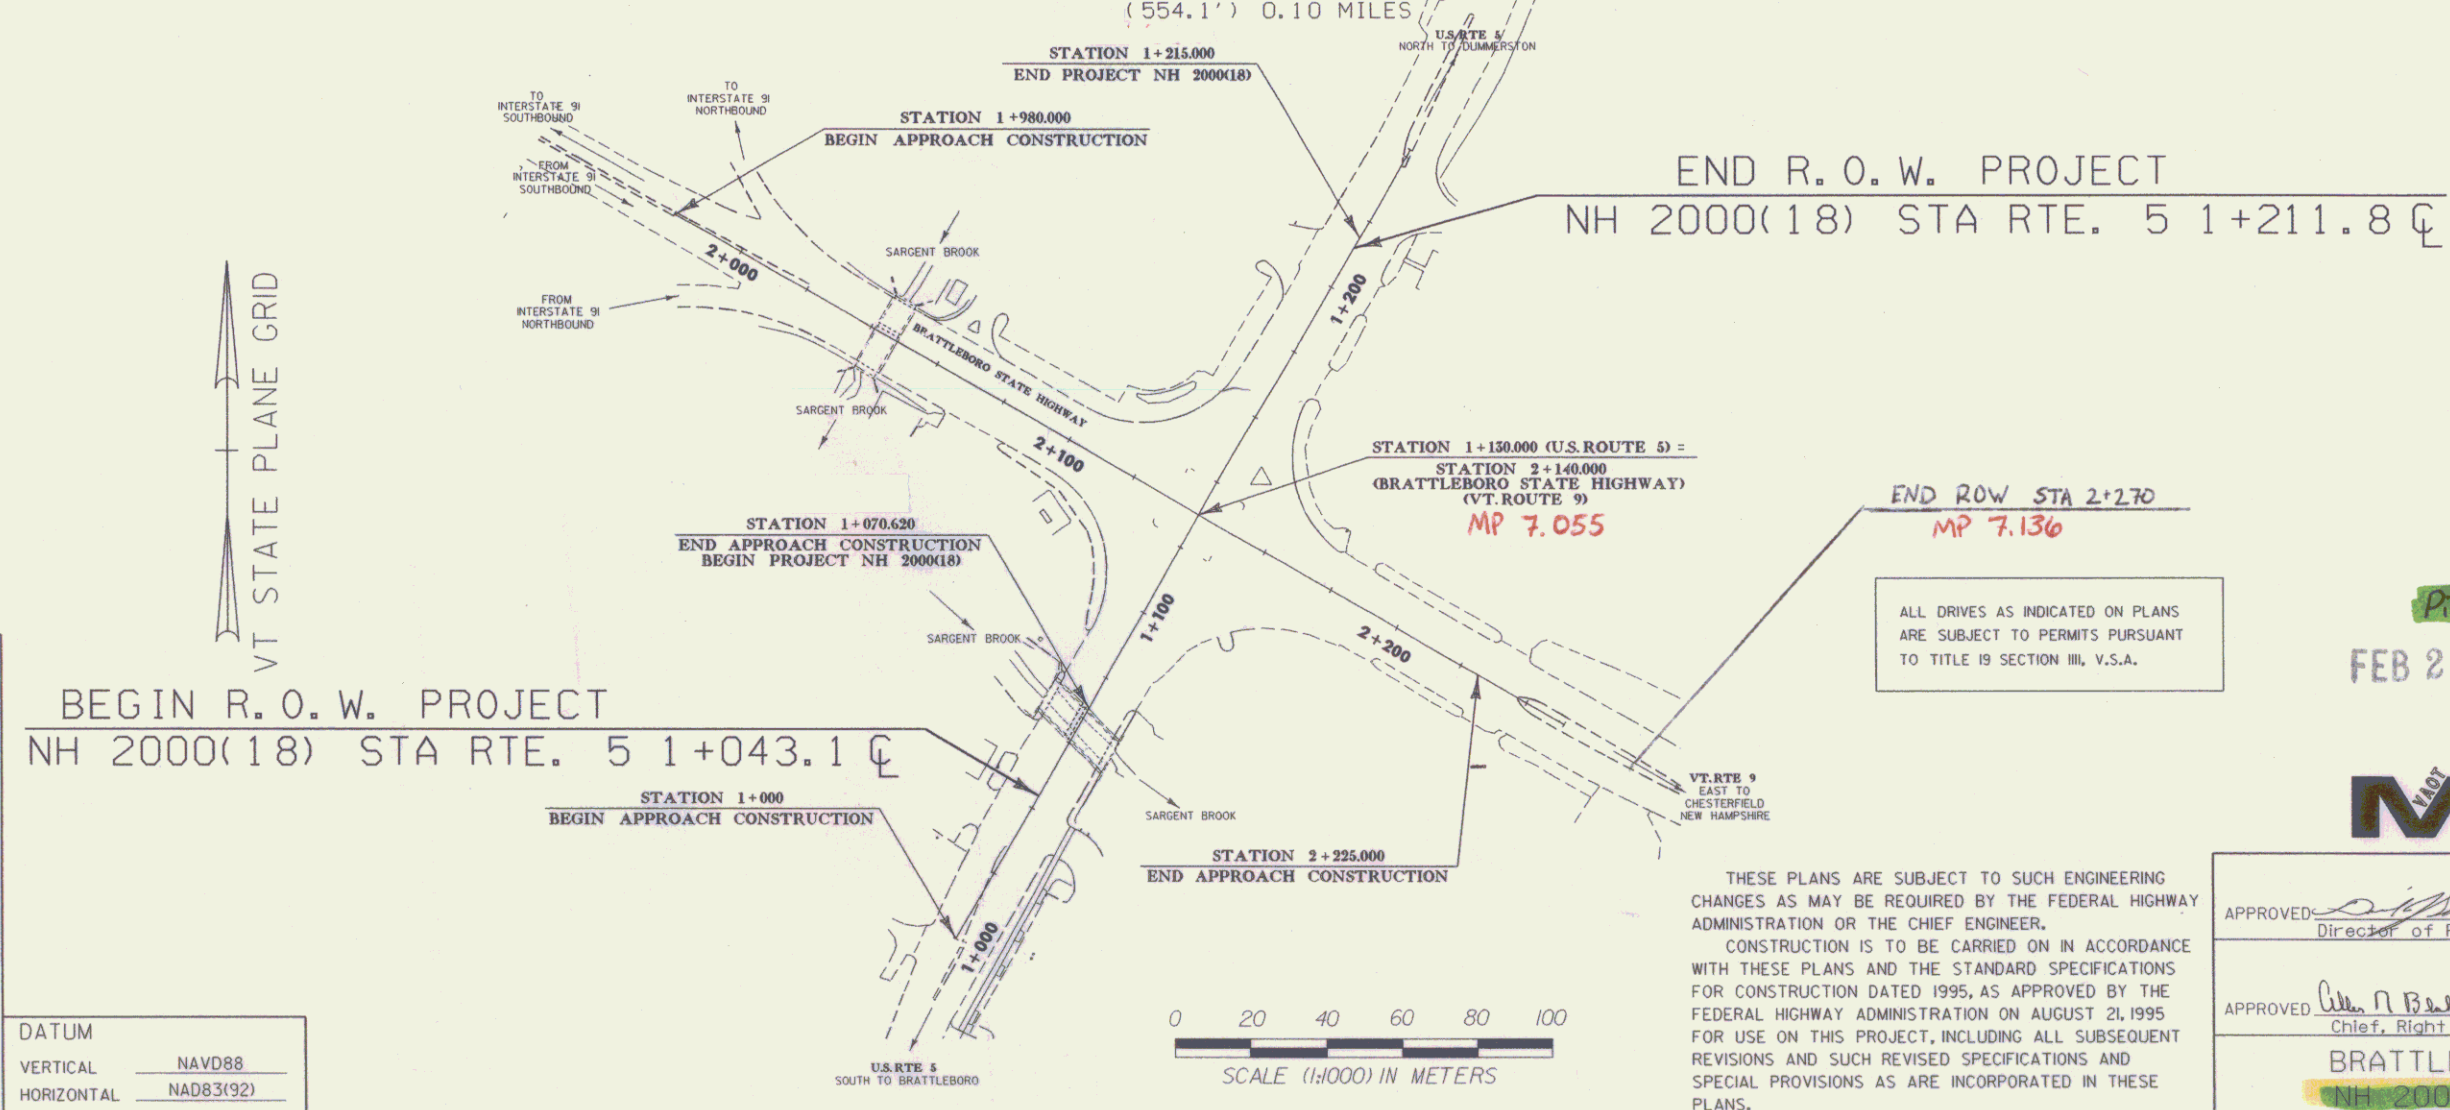 (554.1') 0.10 MILES
U.S. RTE 5
NORTH TO DUMMERSTON
STATION 1+215.000
END PROJECT NH 2000(18)
TO
INTERSTATE 91
SOUTHBOUND
TO
INTERSTATE 91
NORTHBOUND
STATION 1+980.000
BEGIN APPROACH CONSTRUCTION
FROM
INTERSTATE 91
SOUTHBOUND
END R.O.W. PROJECT
NH 2000(18) STA RTE. 5 1+211.8 ℄
SARGENT BROOK
2+000
FROM
INTERSTATE 91
NORTHBOUND
1+200
VT STATE PLANE GRID
BRATTLEBORO STATE HIGHWAY
SARGENT BROOK
2+100
STATION 1+130.000 (U.S. ROUTE 5) =
STATION 2+140.000
(BRATTLEBORO STATE HIGHWAY)
(VT. ROUTE 9)
MP 7.055
END ROW STA 2+270
MP 7.136
STATION 1+070.620
END APPROACH CONSTRUCTION
BEGIN PROJECT NH 2000(18)
ALL DRIVES AS INDICATED ON PLANS
ARE SUBJECT TO PERMITS PURSUANT
TO TITLE 19 SECTION 1111, V.S.A.
FEB 2
1+100
SARGENT BROOK
2+200
BEGIN R.O.W. PROJECT
NH 2000(18) STA RTE. 5 1+043.1 ℄
STATION 1+000
BEGIN APPROACH CONSTRUCTION
VT. RTE 9
EAST TO
CHESTERFIELD
NEW HAMPSHIRE
SARGENT BROOK
VAOT
STATION 2+225.000
END APPROACH CONSTRUCTION
1+000
U.S. RTE 5
SOUTH TO BRATTLEBORO
THESE PLANS ARE SUBJECT TO SUCH ENGINEERING
CHANGES AS MAY BE REQUIRED BY THE FEDERAL HIGHWAY
ADMINISTRATION OR THE CHIEF ENGINEER.
CONSTRUCTION IS TO BE CARRIED ON IN ACCORDANCE
WITH THESE PLANS AND THE STANDARD SPECIFICATIONS
FOR CONSTRUCTION DATED 1995, AS APPROVED BY THE
FEDERAL HIGHWAY ADMINISTRATION ON AUGUST 21, 1995
FOR USE ON THIS PROJECT, INCLUDING ALL SUBSEQUENT
REVISIONS AND SUCH REVISED SPECIFICATIONS AND
SPECIAL PROVISIONS AS ARE INCORPORATED IN THESE
PLANS.
APPROVED
Director of
APPROVED
Chief, Right
BRATTL
NH 200
0 20 40 60 80 100
SCALE (1:1000) IN METERS
DATUM
VERTICAL NAVD88
HORIZONTAL NAD83(92)